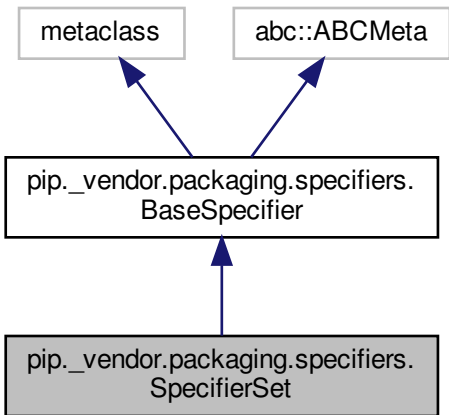 metaclass
abc::ABCMeta
pip._vendor.packaging.specifiers.
BaseSpecifier
pip._vendor.packaging.specifiers.
SpecifierSet